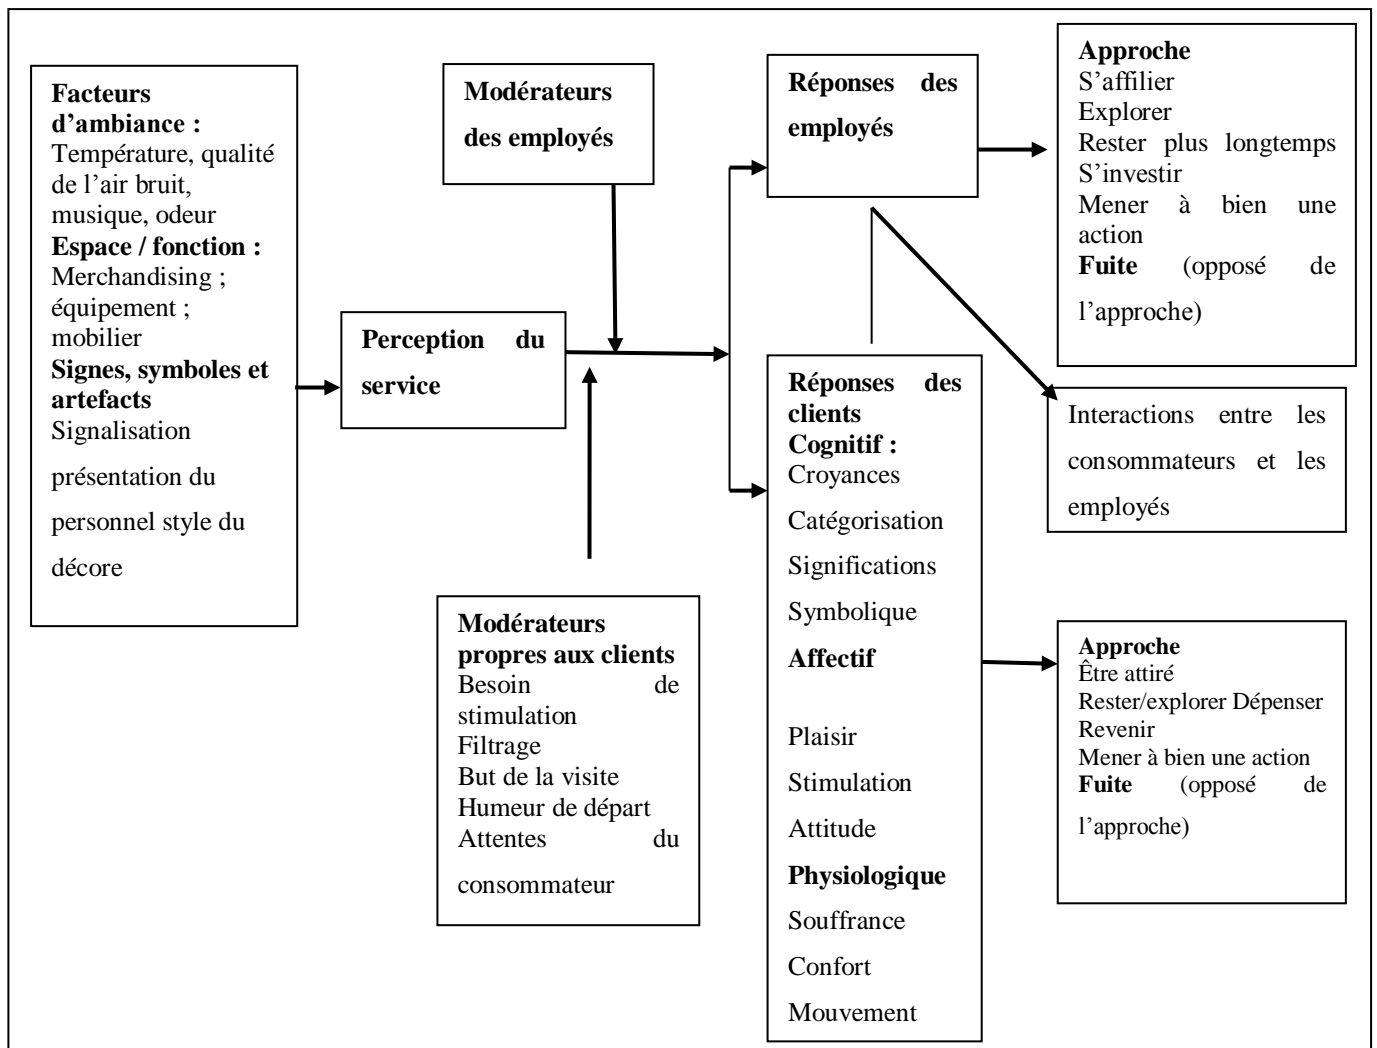 Facteurs
d’ambiance :
Température, qualité
de l’air bruit,
musique, odeur
Espace / fonction :
Merchandising ;
équipement ;
mobilier
Signes, symboles et
artefacts
Signalisation
présentation du
personnel style du
décore
Perception du
service
Modérateurs
des employés
Modérateurs
propres aux clients
Besoin de
stimulation
Filtrage
But de la visite
Humeur de départ
Attentes du
consommateur
Réponses des
employés
Réponses des
clients
Cognitif :
Croyances
Catégorisation
Significations
Symbolique
Affectif
Plaisir
Stimulation
Attitude
Physiologique
Souffrance
Confort
Mouvement
Approche
S’affilier
Explorer
Rester plus longtemps
S’investir
Mener à bien une
action
Fuite (opposé de
l’approche)
Interactions entre les
consommateurs et les
employés
Approche
Être attiré
Rester/explorer Dépenser
Revenir
Mener à bien une action
Fuite (opposé de
l’approche)